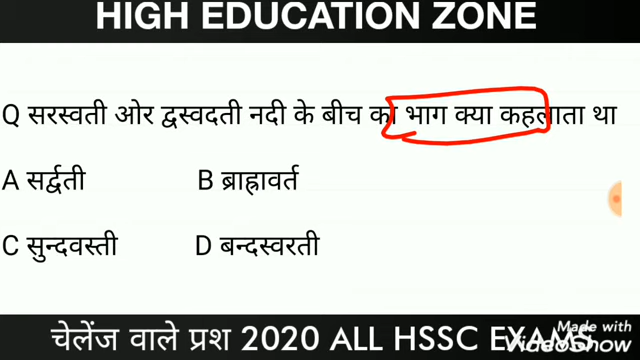 HIGH EDUCATION ZONE
Q सरस्वती ओर द्वस्वदती नदी के बीच का भाग क्या कहलाता था
A सर्द्वती B ब्राह्रावर्त
C सुन्दवस्ती D बन्दस्वरती
Made with
चेलेंज वाले प्रश 2020 ALL HSSC EXAMS
VideoShow